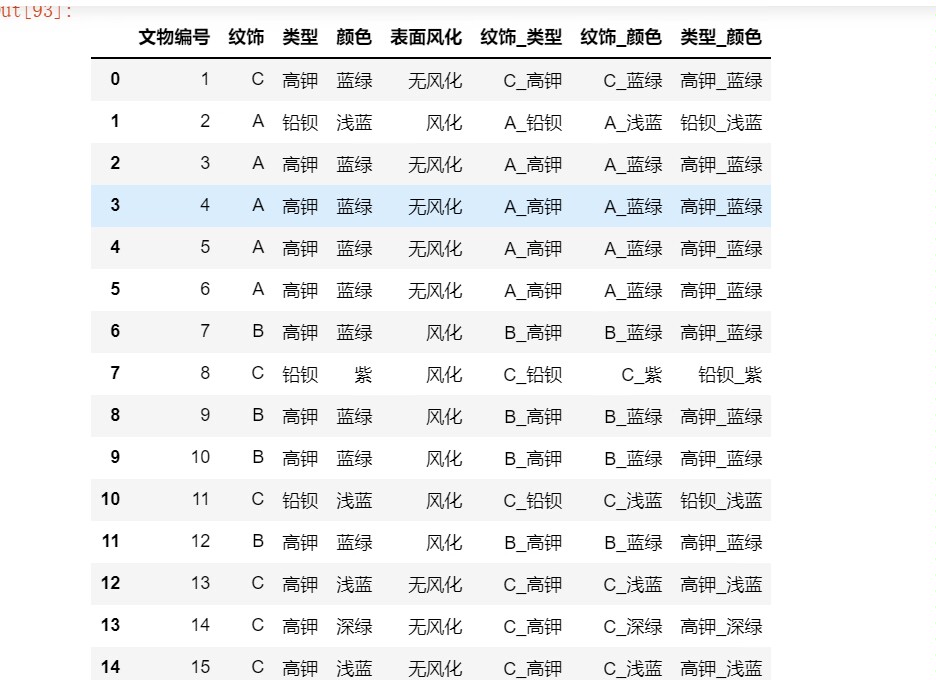 ut[93]:
文物编号 纹饰 类型 颜色 表面风化 纹饰_类型 纹饰_颜色 类型_颜色
0 1 C 高钾 蓝绿 无风化 C_高钾 C_蓝绿 高钾_蓝绿
1 2 A 铅钡 浅蓝 风化 A_铅钡 A_浅蓝 铅钡_浅蓝
2 3 A 高钾 蓝绿 无风化 A_高钾 A_蓝绿 高钾_蓝绿
3 4 A 高钾 蓝绿 无风化 A_高钾 A_蓝绿 高钾_蓝绿
4 5 A 高钾 蓝绿 无风化 A_高钾 A_蓝绿 高钾_蓝绿
5 6 A 高钾 蓝绿 无风化 A_高钾 A_蓝绿 高钾_蓝绿
6 7 B 高钾 蓝绿 风化 B_高钾 B_蓝绿 高钾_蓝绿
7 8 C 铅钡 紫 风化 C_铅钡 C_紫 铅钡_紫
8 9 B 高钾 蓝绿 风化 B_高钾 B_蓝绿 高钾_蓝绿
9 10 B 高钾 蓝绿 风化 B_高钾 B_蓝绿 高钾_蓝绿
10 11 C 铅钡 浅蓝 风化 C_铅钡 C_浅蓝 铅钡_浅蓝
11 12 B 高钾 蓝绿 风化 B_高钾 B_蓝绿 高钾_蓝绿
12 13 C 高钾 浅蓝 无风化 C_高钾 C_浅蓝 高钾_浅蓝
13 14 C 高钾 深绿 无风化 C_高钾 C_深绿 高钾_深绿
14 15 C 高钾 浅蓝 无风化 C_高钾 C_浅蓝 高钾_浅蓝